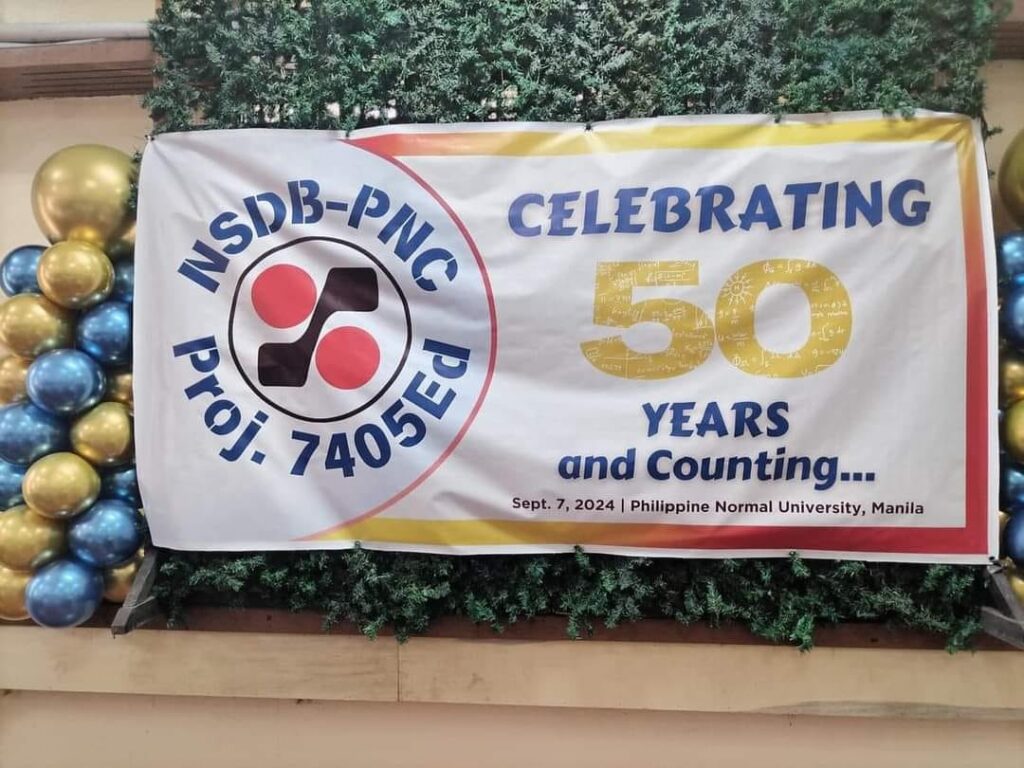 NSDB-PNC
Proj. 7405Ed
CELEBRATING
50
YEARS
and Counting...
Sept. 7, 2024 | Philippine Normal University, Manila